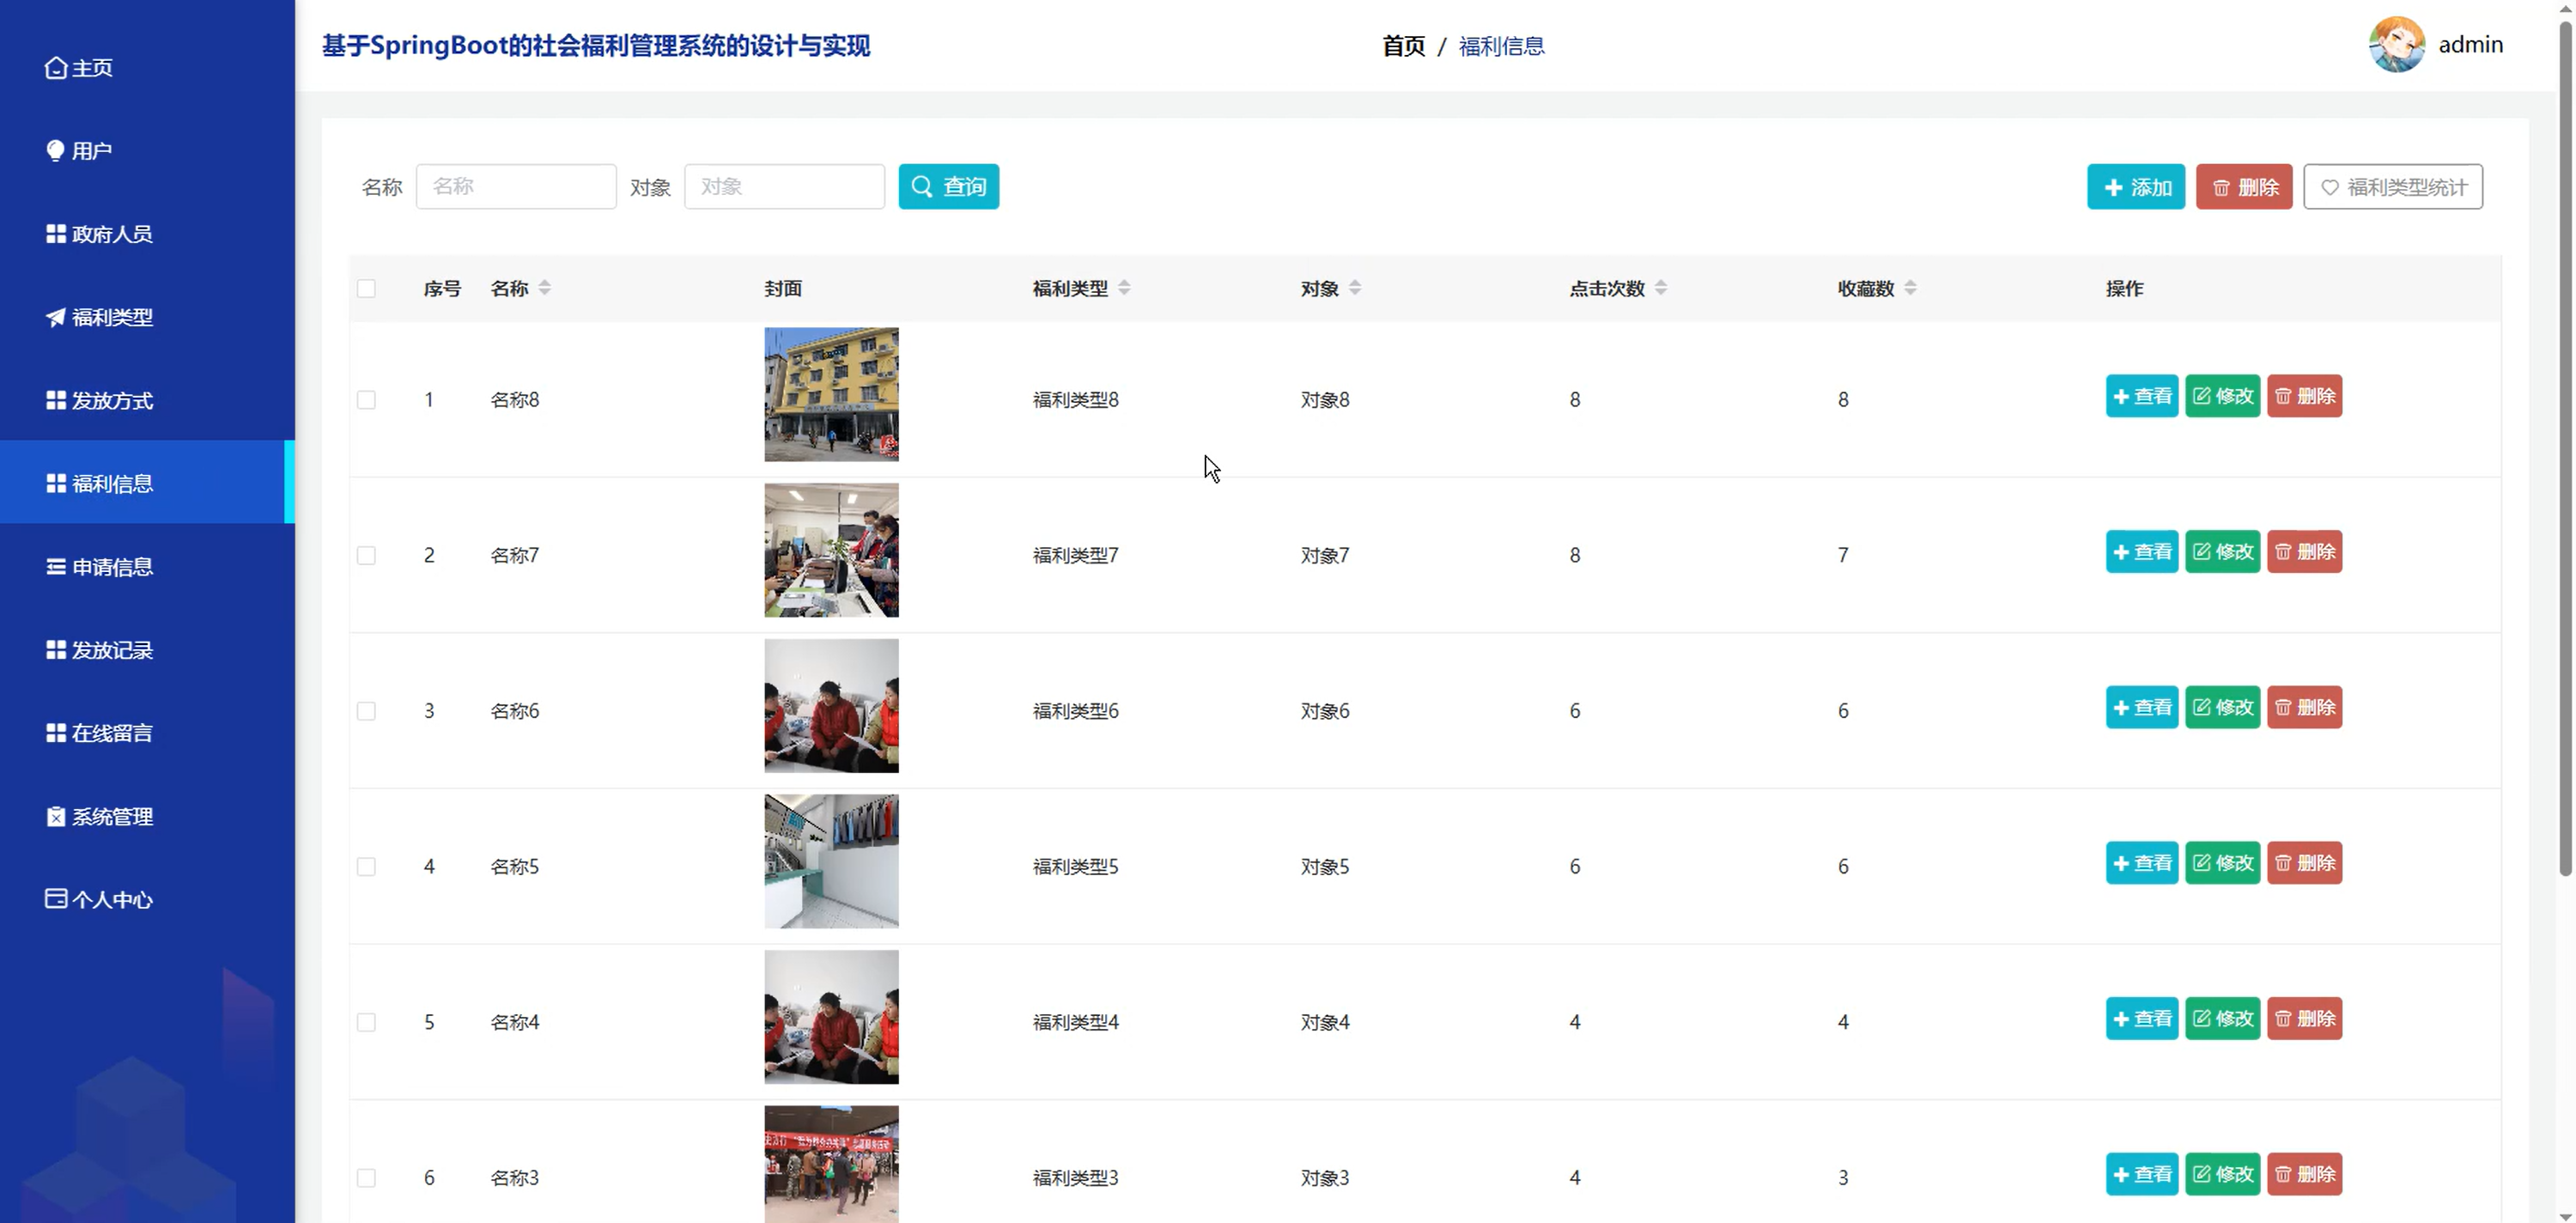 基于SpringBoot的社会福利管理系统的设计与实现
首页 / 福利信息
admin
主页
用户
政府人员
福利类型
发放方式
福利信息
申请信息
发放记录
在线留言
系统管理
个人中心
名称 名称 对象 对象 查询 添加 删除 福利类型统计
序号 名称 封面 福利类型 对象 点击次数 收藏数 操作
1 名称8 福利类型8 对象8 8 8 查看 修改 删除
2 名称7 福利类型7 对象7 8 7 查看 修改 删除
3 名称6 福利类型6 对象6 6 6 查看 修改 删除
4 名称5 福利类型5 对象5 6 6 查看 修改 删除
5 名称4 福利类型4 对象4 4 4 查看 修改 删除
6 名称3 福利类型3 对象3 4 3 查看 修改 删除